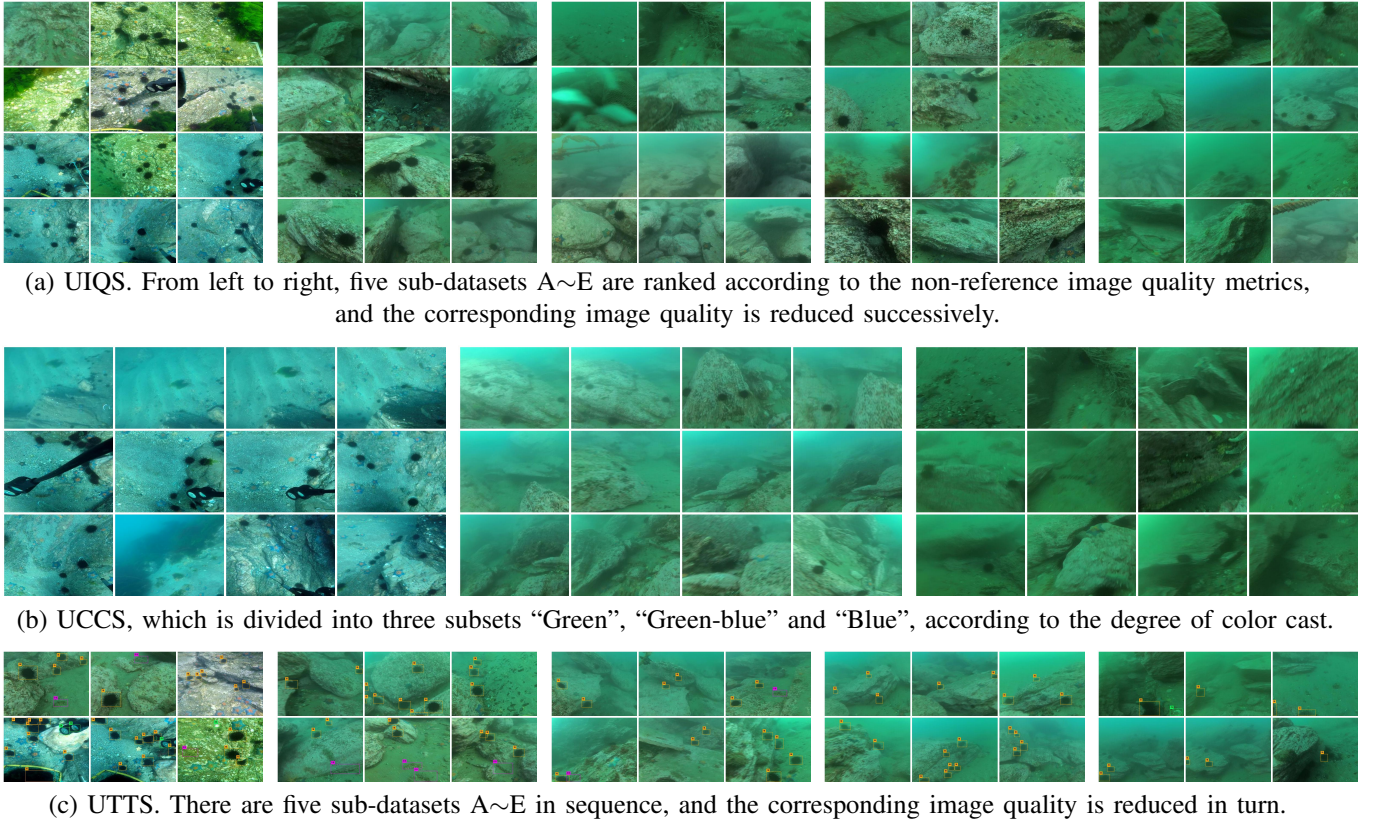 (a) UIQS. From left to right, five sub-datasets A∼E are ranked according to the non-reference image quality metrics,
and the corresponding image quality is reduced successively.
(b) UCCS, which is divided into three subsets “Green”, “Green-blue” and “Blue”, according to the degree of color cast.
(c) UTTS. There are five sub-datasets A∼E in sequence, and the corresponding image quality is reduced in turn.